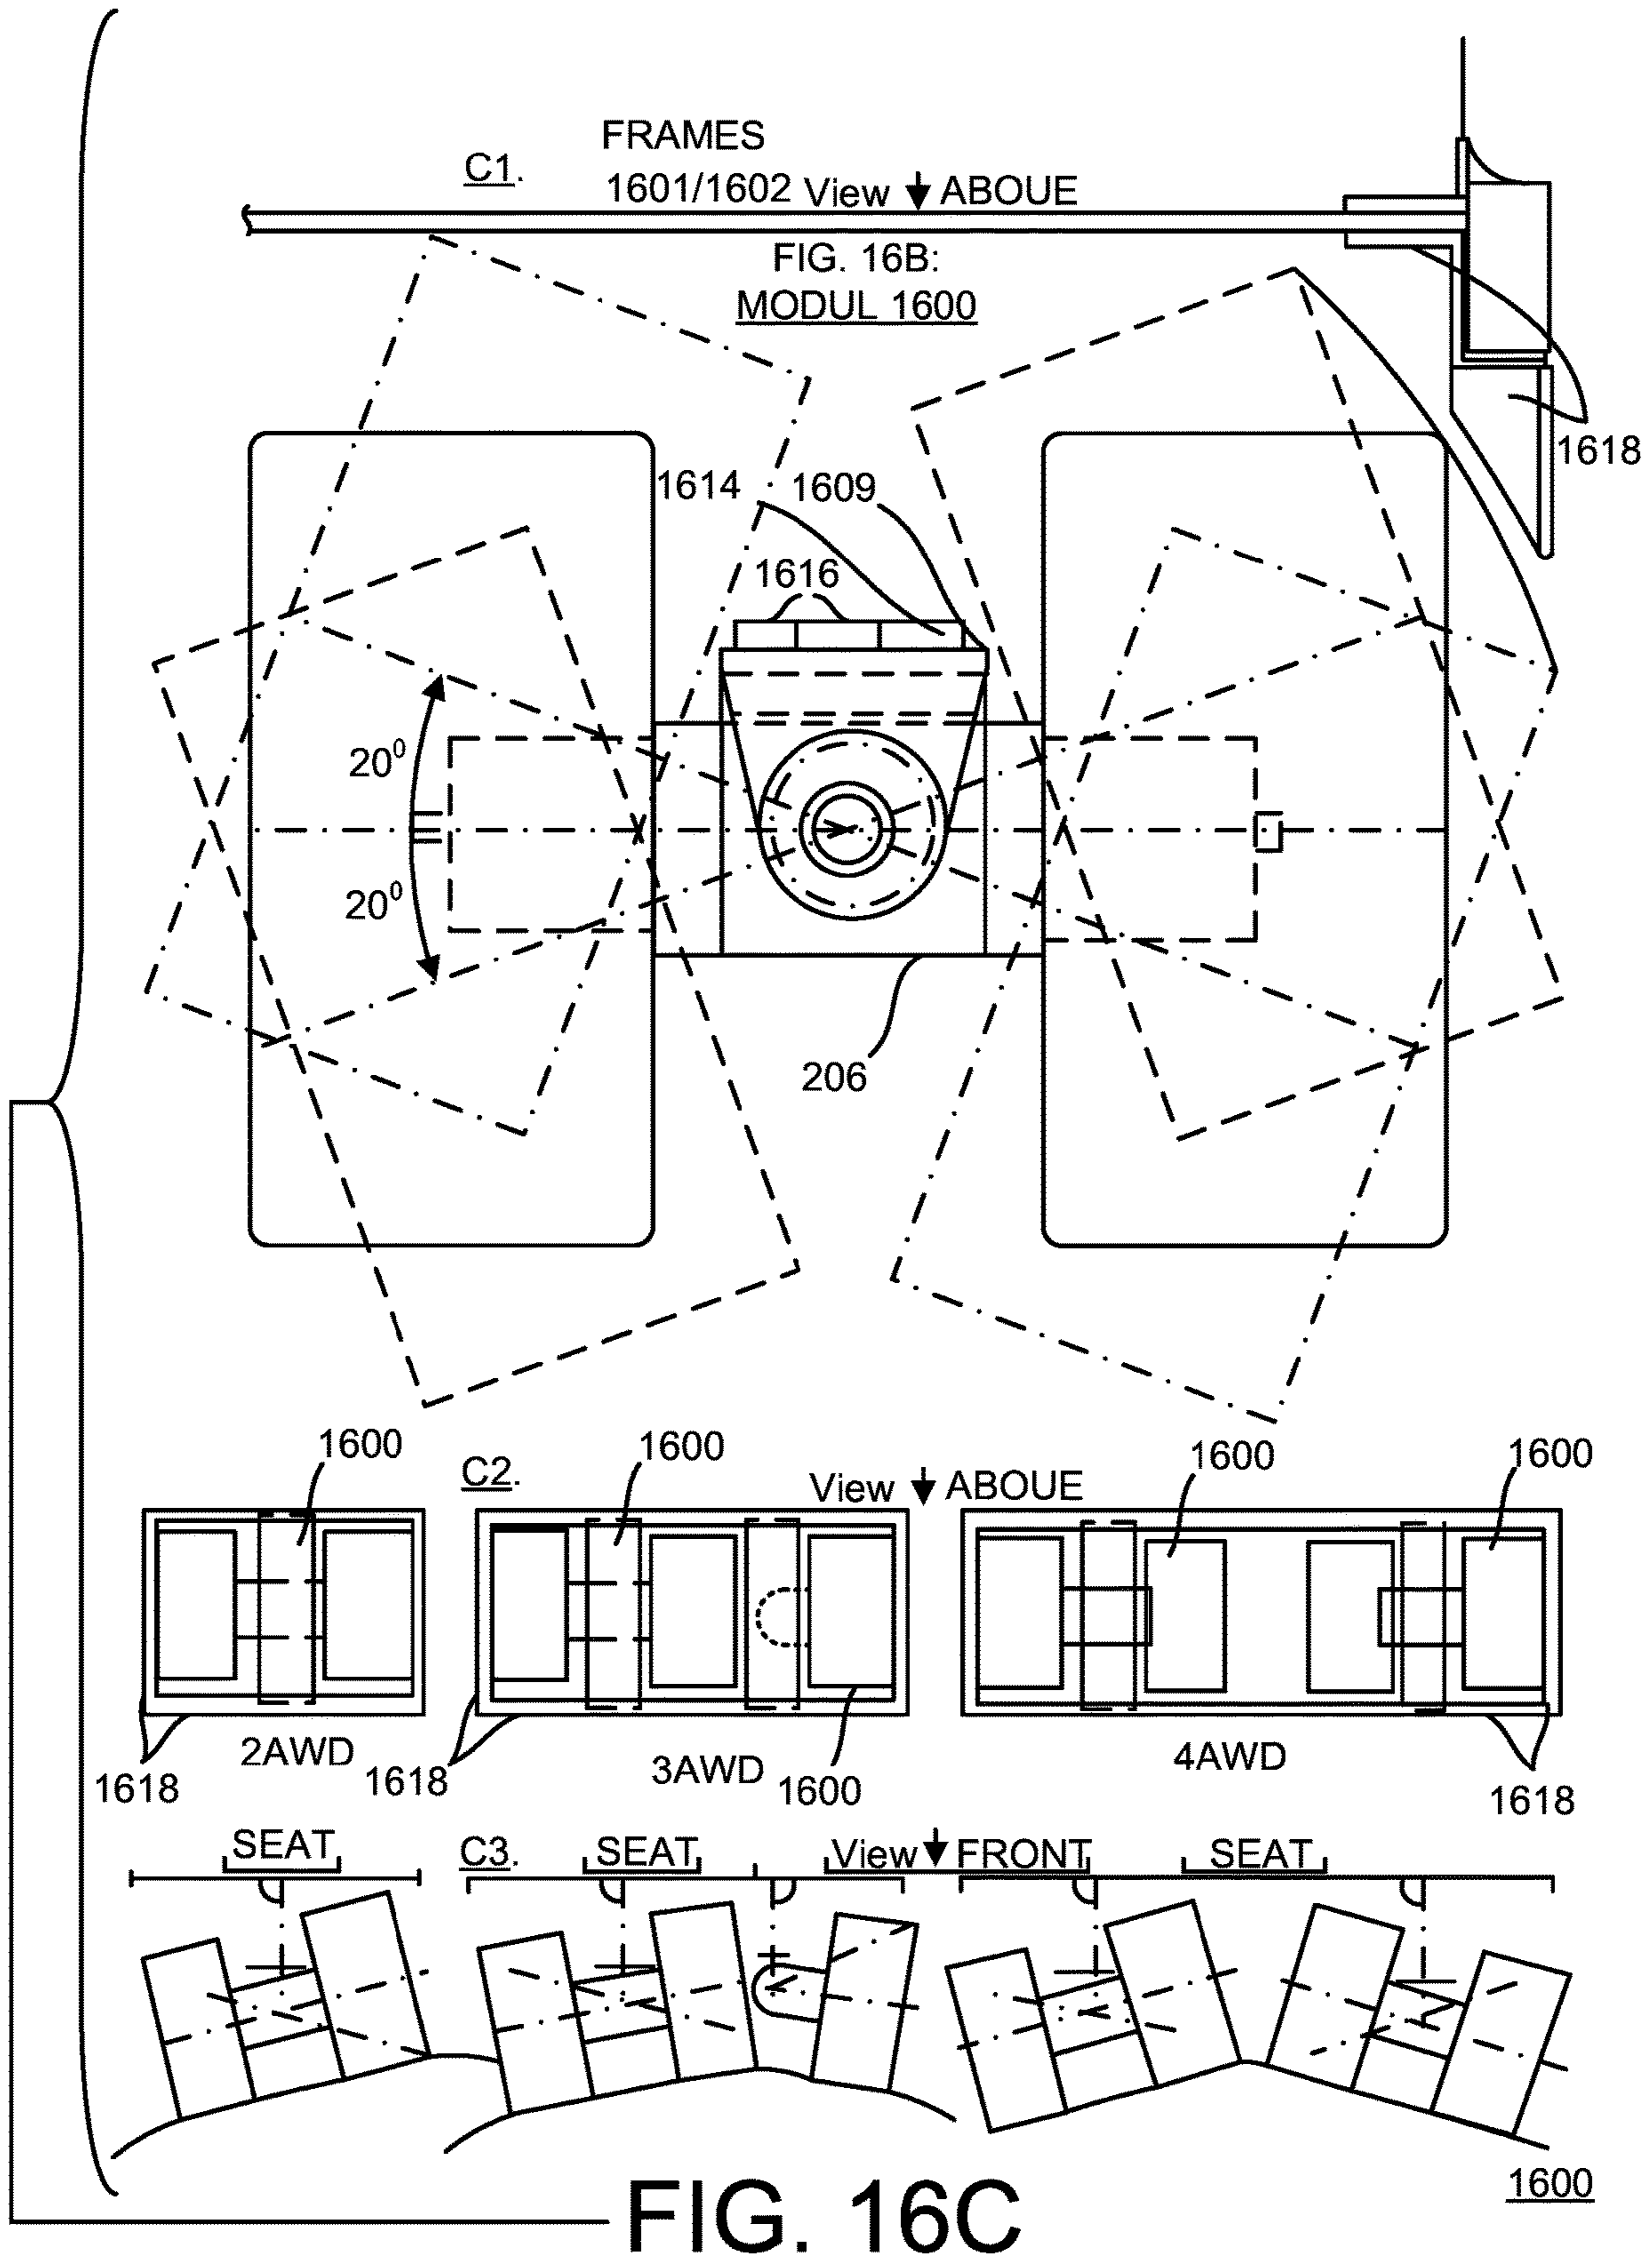 FRAMES
C1.
1601/1602 View ABOUE
FIG. 16B:
MODUL 1600
1618
1614 1609
1616
20⁰
20⁰
206
1600 1600 1600 1600
C2. View ABOUE
2AWD 3AWD 4AWD
1618 1618 1600 1618
SEAT C3. SEAT View FRONT SEAT
1600
FIG. 16C